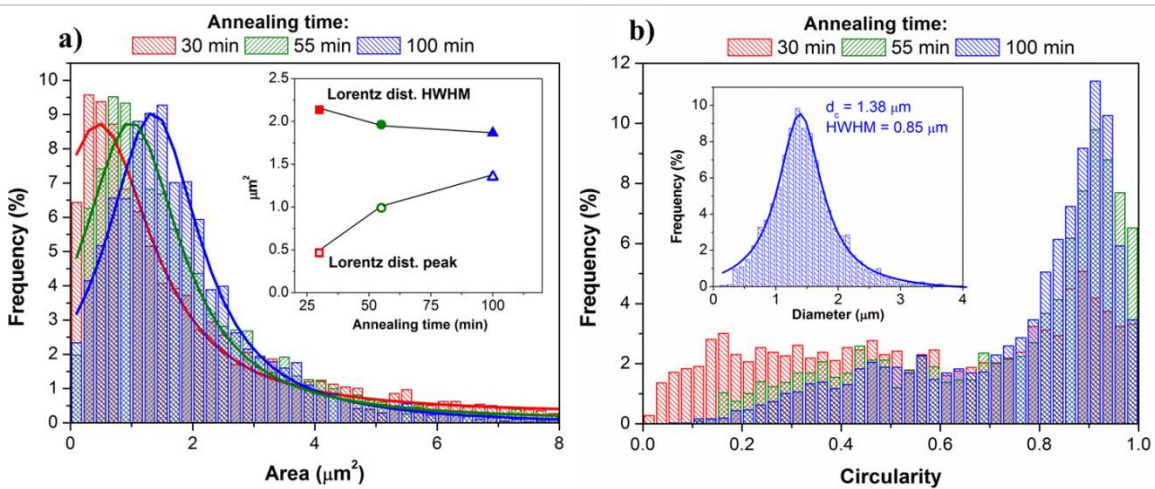 a)
Annealing time:
30 min 55 min 100 min
Frequency (%)
10
9
8
7
6
5
4
3
2
1
0
0 2 4 6 8
Area (μm²)
Lorentz dist. HWHM
Lorentz dist. peak
μm²
2.5
2.0
1.5
1.0
0.5
0.0
25 50 75 100
Annealing time (min)
b)
Annealing time:
30 min 55 min 100 min
Frequency (%)
12
10
8
6
4
2
0
0.0 0.2 0.4 0.6 0.8 1.0
Circularity
d_c = 1.38 μm
HWHM = 0.85 μm
Frequency (%)
10
8
6
4
2
0
0 1 2 3 4
Diameter (μm)